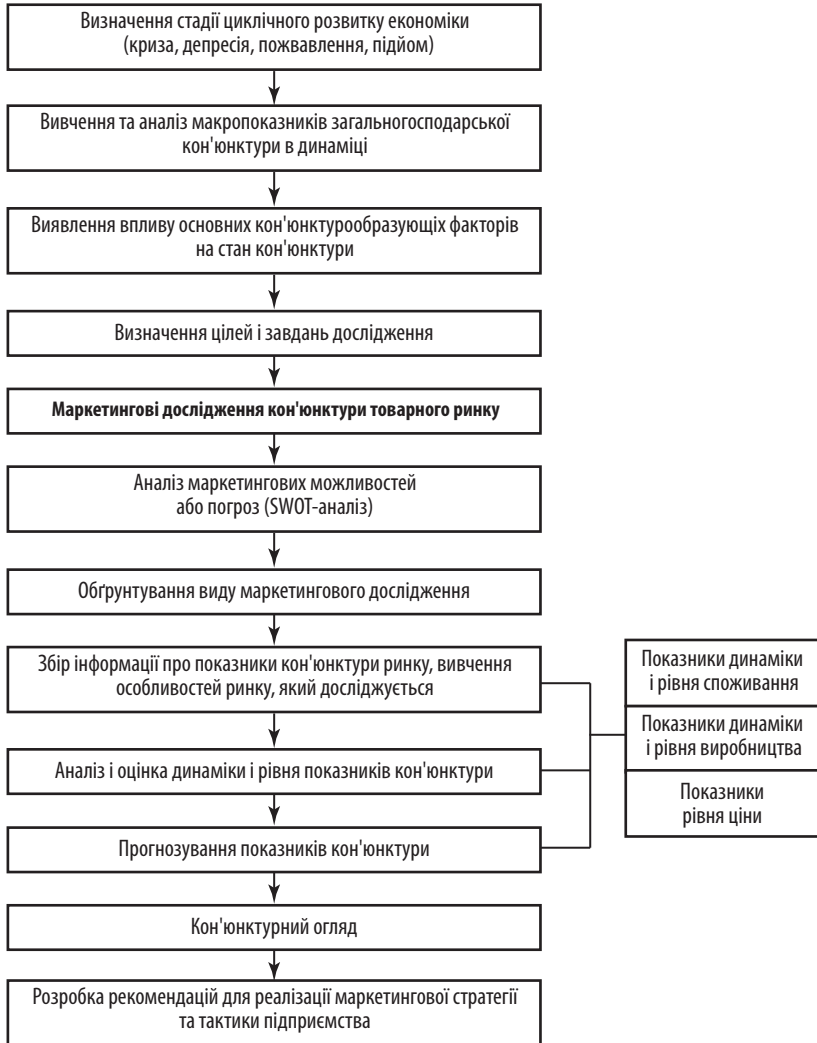 Визначення стадії циклічного розвитку економіки
(криза, депресія, пожвавлення, підйом)
Вивчення та аналіз макропоказників загальногосподарської
кон'юнктури в динаміці
Виявлення впливу основних кон'юнктурообразующіх факторів
на стан кон'юнктури
Визначення цілей і завдань дослідження
Маркетингові дослідження кон'юнктури товарного ринку
Аналіз маркетингових можливостей
або погроз (SWOT-аналіз)
Обґрунтування виду маркетингового дослідження
Збір інформації про показники кон'юнктури ринку, вивчення
особливостей ринку, який досліджується
Показники динаміки
і рівня споживання
Показники динаміки
і рівня виробництва
Показники
рівня ціни
Аналіз і оцінка динаміки і рівня показників кон'юнктури
Прогнозування показників кон'юнктури
Кон'юнктурний огляд
Розробка рекомендацій для реалізації маркетингової стратегії
та тактики підприємства